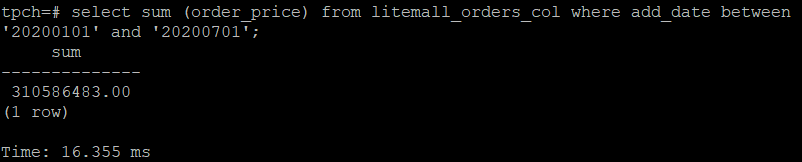 tpch=# select sum (order_price) from litemall_orders_col where add_date between
'20200101' and '20200701';
     sum
--------------
 310586483.00
(1 row)

Time: 16.355 ms